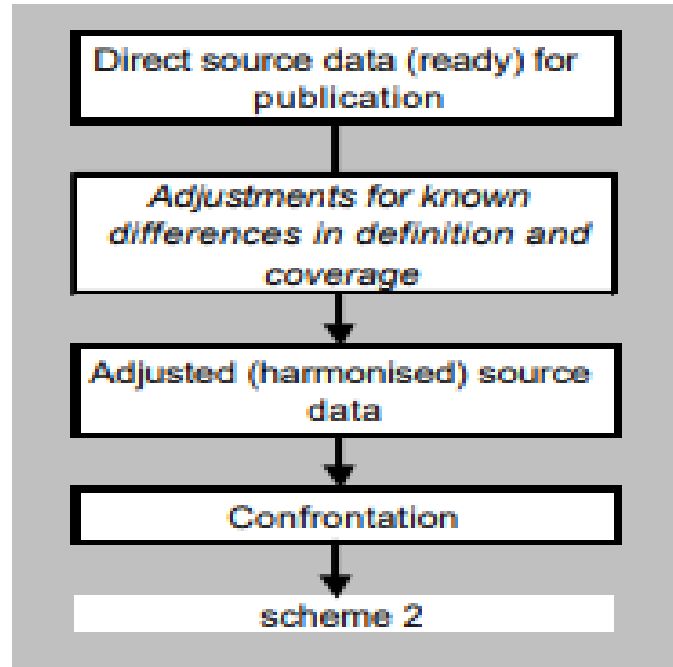 Direct source data (ready) for
publication
Adjustments for known
differences in definition and
coverage
Adjusted (harmonised) source
data
Confrontation
scheme 2